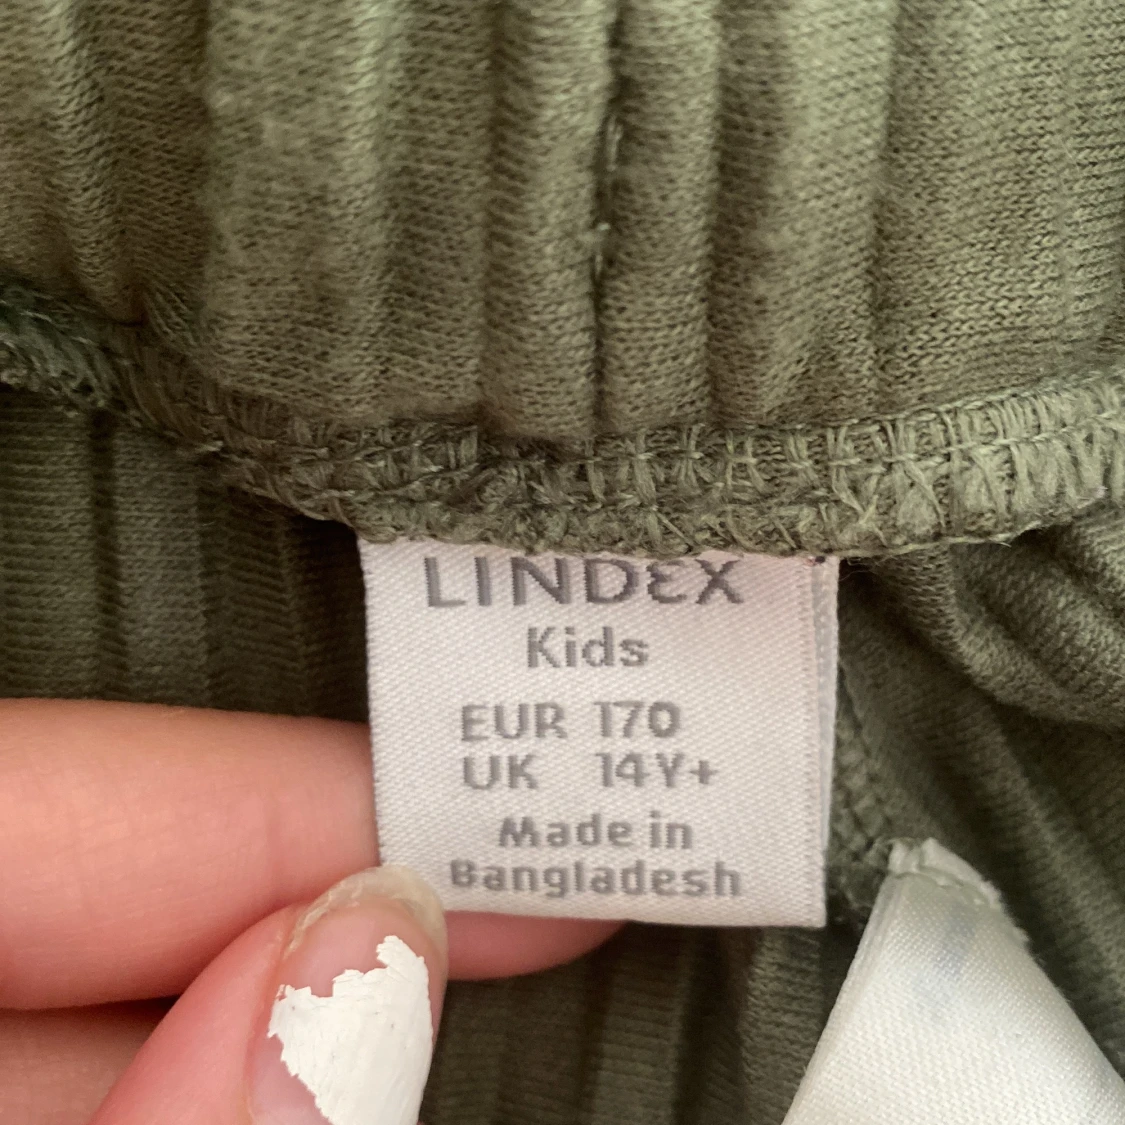 LINDEX
Kids
EUR 170
UK 14Y+
Made in
Bangladesh